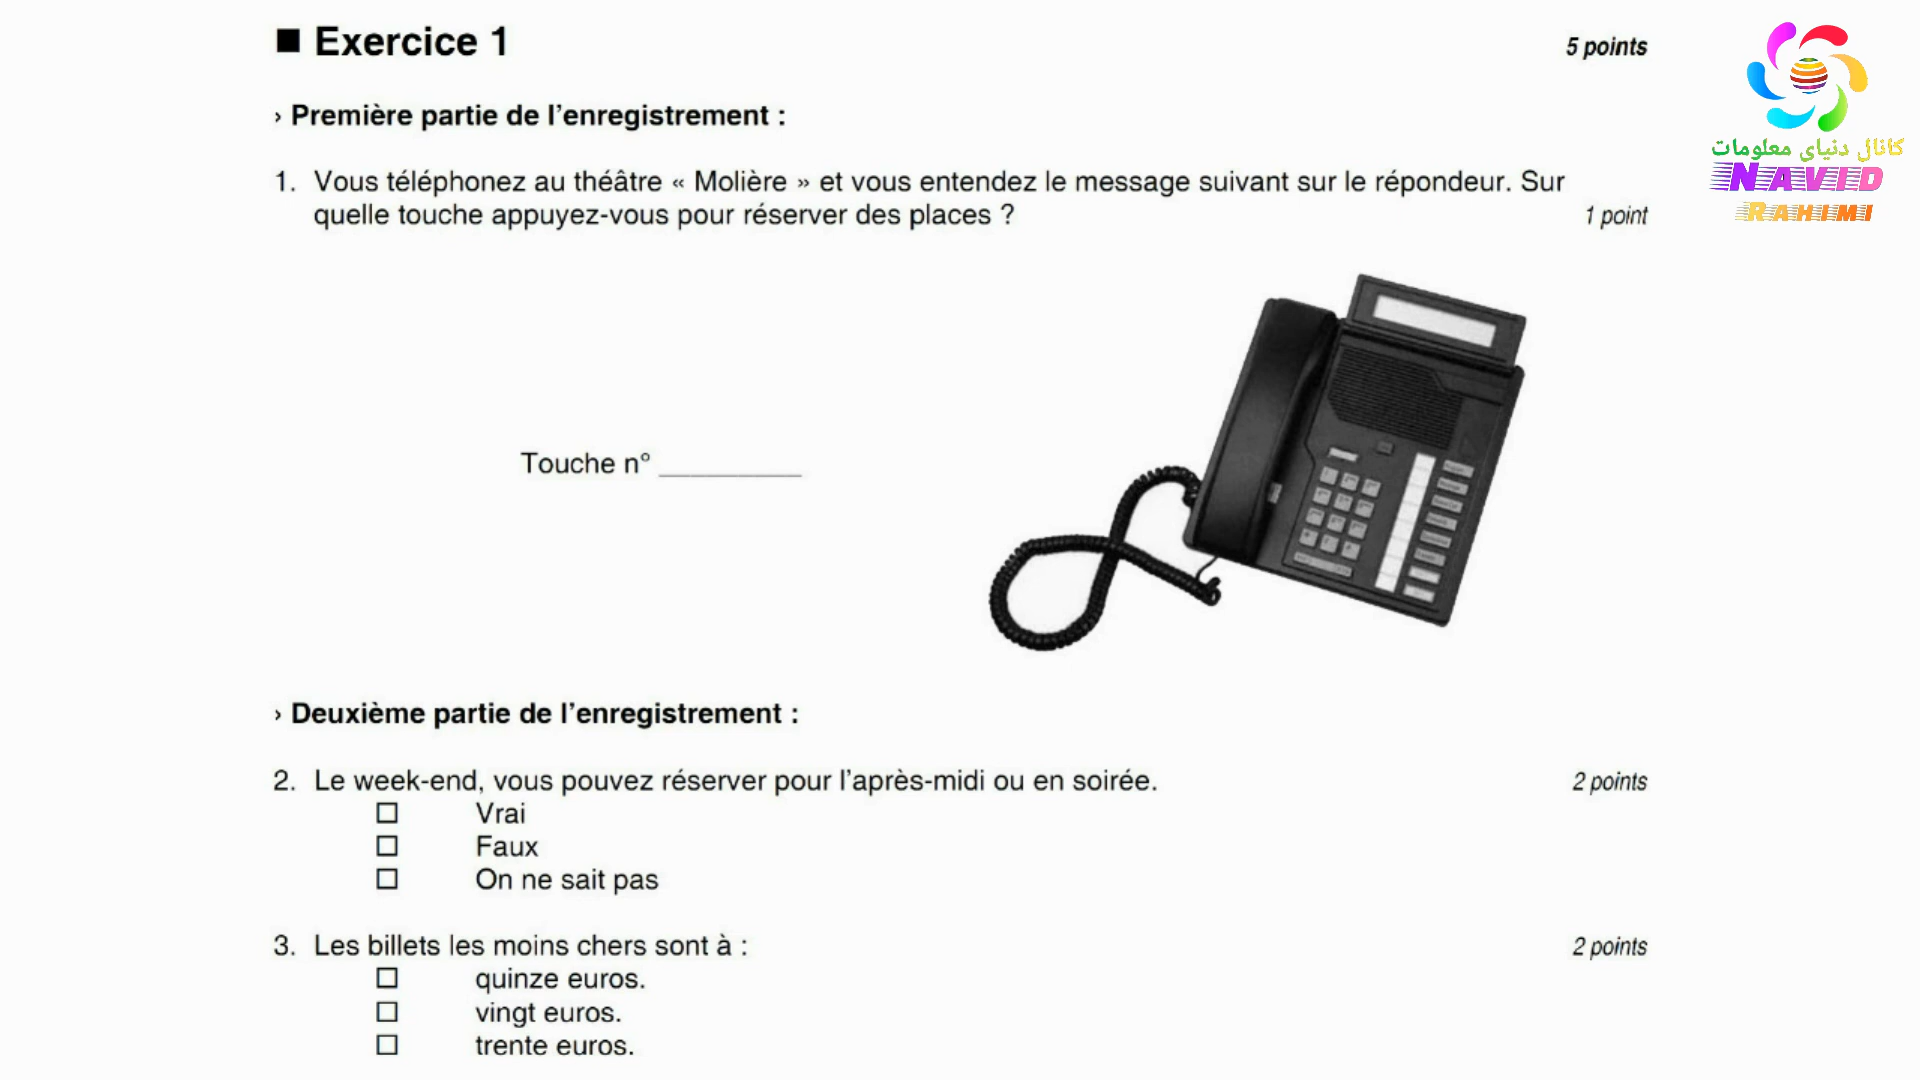 ■ Exercice 1
5 points
› Première partie de l'enregistrement :
1. Vous téléphonez au théâtre « Molière » et vous entendez le message suivant sur le répondeur. Sur
quelle touche appuyez-vous pour réserver des places ?
1 point
Touche n° _________
› Deuxième partie de l'enregistrement :
2. Le week-end, vous pouvez réserver pour l'après-midi ou en soirée.
2 points
☐ Vrai
☐ Faux
☐ On ne sait pas
3. Les billets les moins chers sont à :
2 points
☐ quinze euros.
☐ vingt euros.
☐ trente euros.
کانال دنیای معلومات
NAVID
RAHIMI